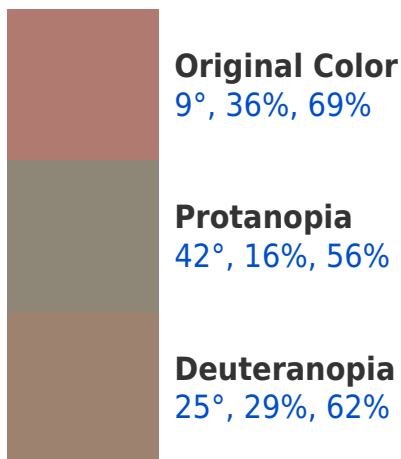 Original Color
9°, 36%, 69%
Protanopia
42°, 16%, 56%
Deuteranopia
25°, 29%, 62%